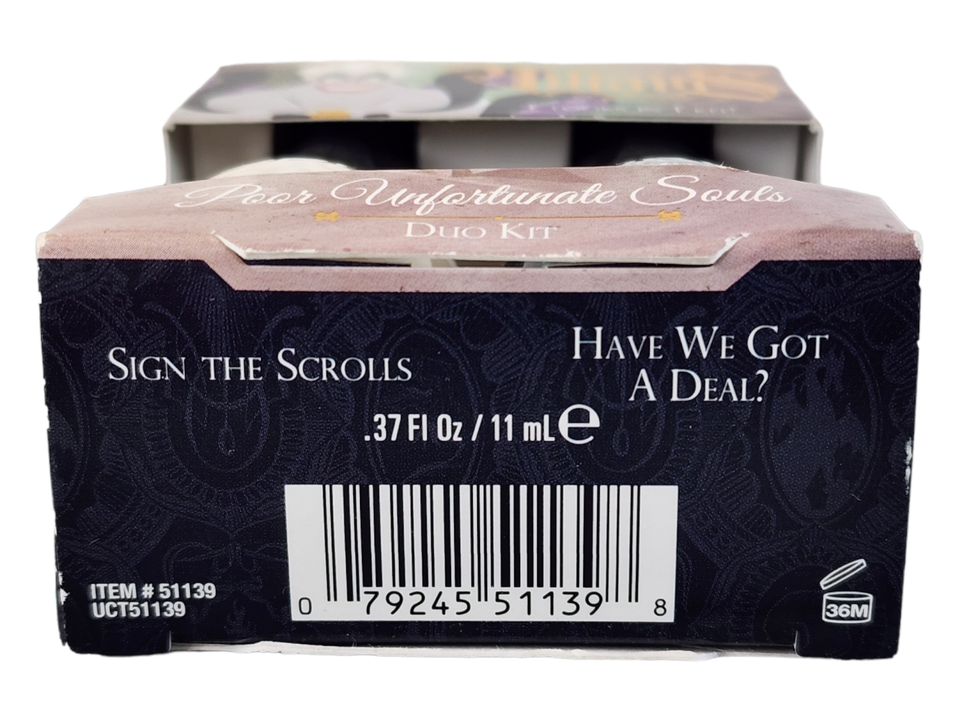 Poor Unfortunate Souls
Duo Kit
Sign the Scrolls
Have We Got
A Deal?
.37 Fl Oz / 11 mL e
0 79245 51139 8
ITEM # 51139
UCT51139
36M